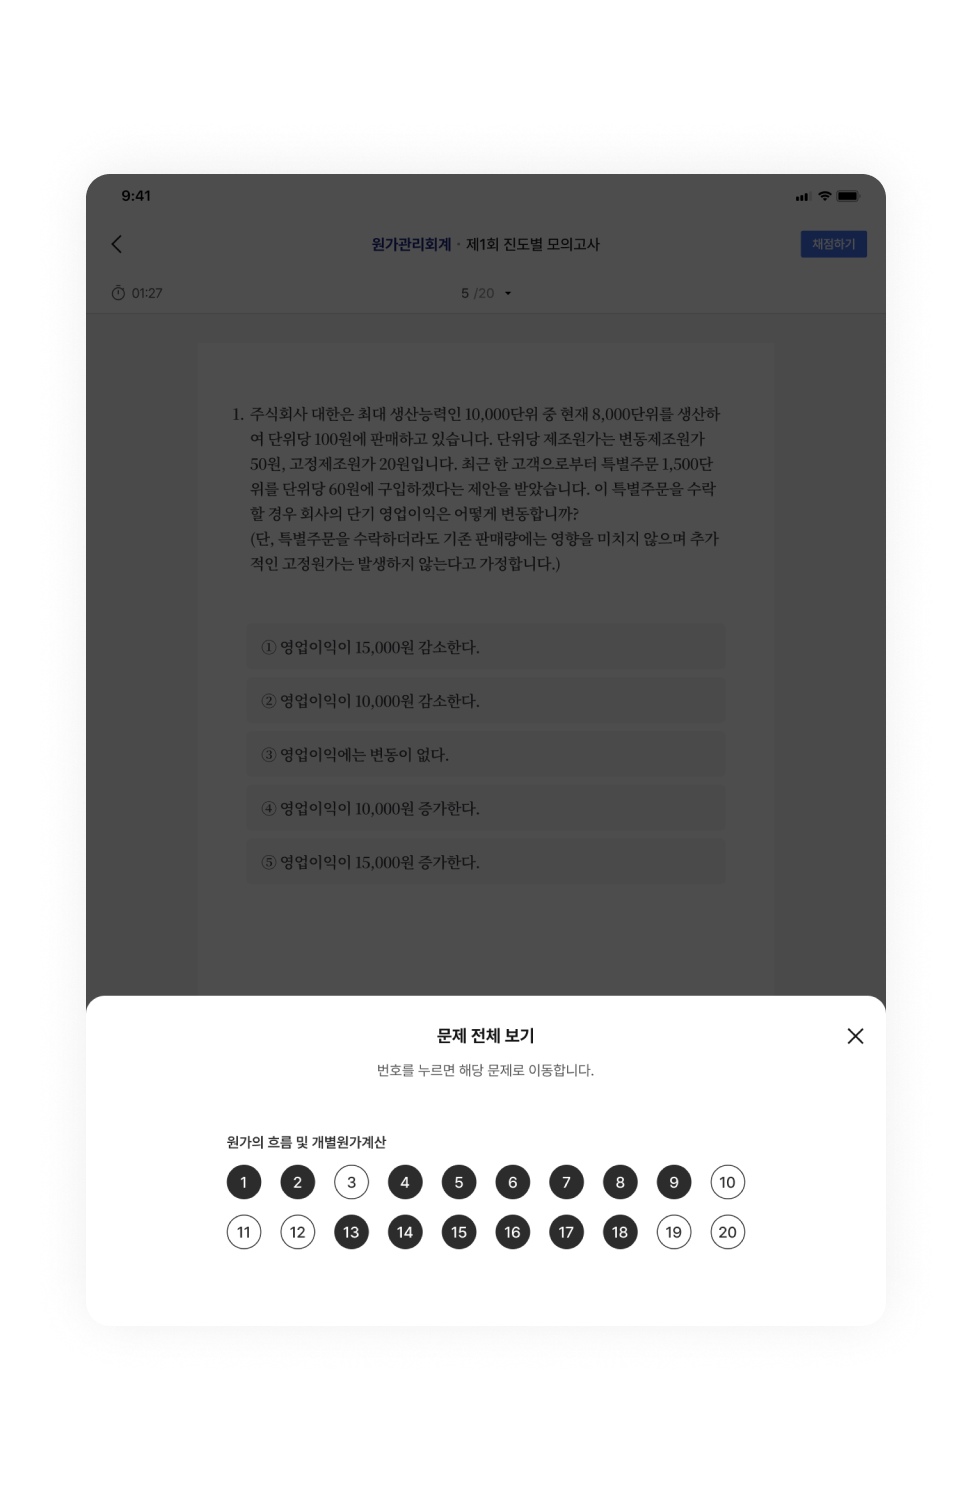 9:41
원가관리회계 · 제1회 진도별 모의고사
채점하기
01:27
5 /20
1. 주식회사 대한은 최대 생산능력인 10,000단위 중 현재 8,000단위를 생산하
여 단위당 100원에 판매하고 있습니다. 단위당 제조원가는 변동제조원가
50원, 고정제조원가 20원입니다. 최근 한 고객으로부터 특별주문 1,500단
위를 단위당 60원에 구입하겠다는 제안을 받았습니다. 이 특별주문을 수락
할 경우 회사의 단기 영업이익은 어떻게 변동합니까?
(단, 특별주문을 수락하더라도 기존 판매량에는 영향을 미치지 않으며 추가
적인 고정원가는 발생하지 않는다고 가정합니다.)
① 영업이익이 15,000원 감소한다.
② 영업이익이 10,000원 감소한다.
③ 영업이익에는 변동이 없다.
④ 영업이익이 10,000원 증가한다.
⑤ 영업이익이 15,000원 증가한다.
문제 전체 보기
번호를 누르면 해당 문제로 이동합니다.
원가의 흐름 및 개별원가계산
1 2 3 4 5 6 7 8 9 10
11 12 13 14 15 16 17 18 19 20